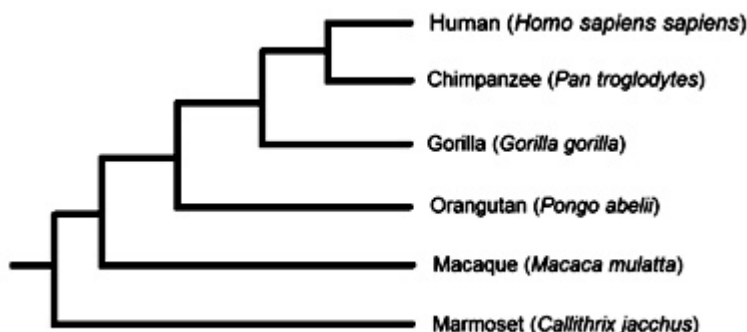 Human (Homo sapiens sapiens)
Chimpanzee (Pan troglodytes)
Gorilla (Gorilla gorilla)
Orangutan (Pongo abelii)
Macaque (Macaca mulatta)
Marmoset (Callithrix jacchus)